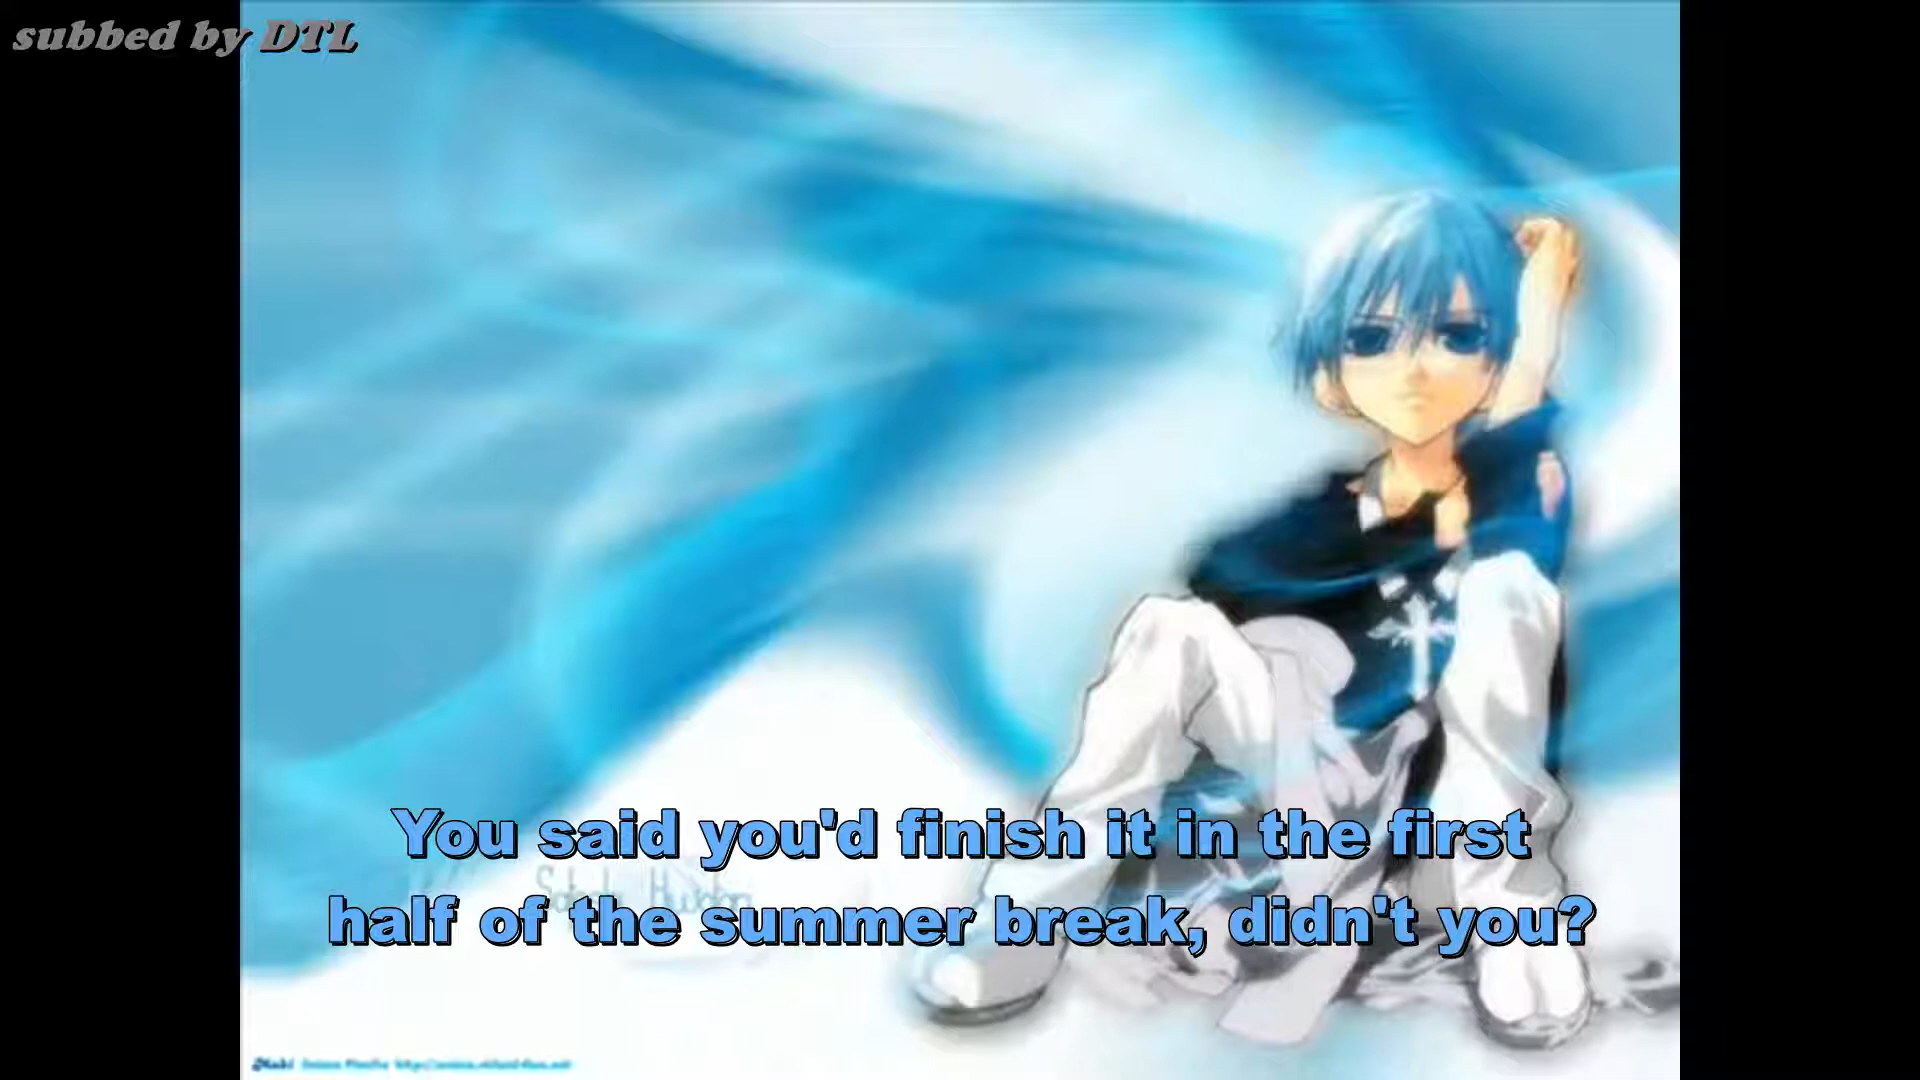 subbed by DTL
You said you'd finish it in the first
half of the summer break, didn't you?